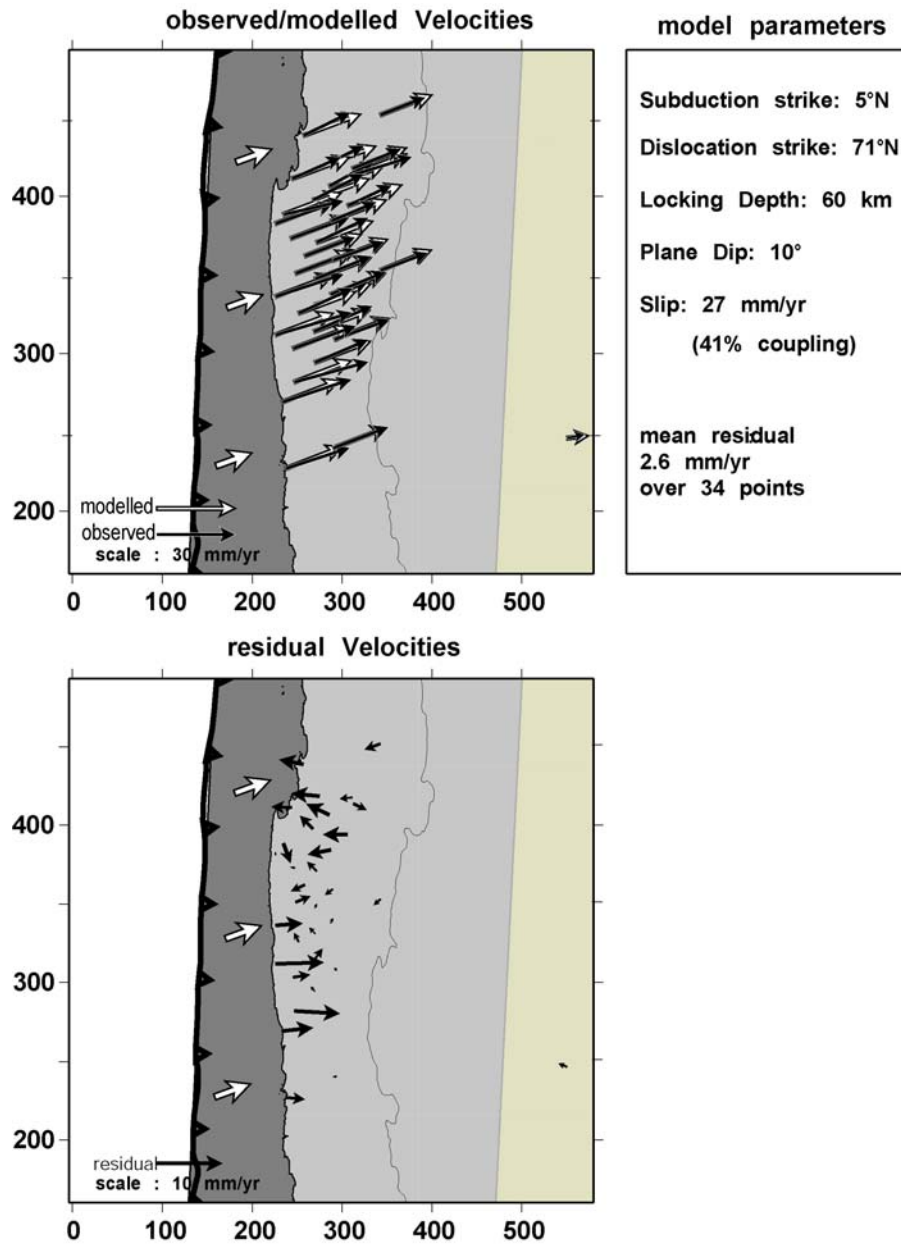 observed/modelled Velocities
model parameters
Subduction strike: 5°N
Dislocation strike: 71°N
Locking Depth: 60 km
Plane Dip: 10°
Slip: 27 mm/yr
(41% coupling)
mean residual
2.6 mm/yr
over 34 points
400
300
200
modelled
observed
scale : 30 mm/yr
0 100 200 300 400 500
residual Velocities
400
300
200
residual
scale : 10 mm/yr
0 100 200 300 400 500